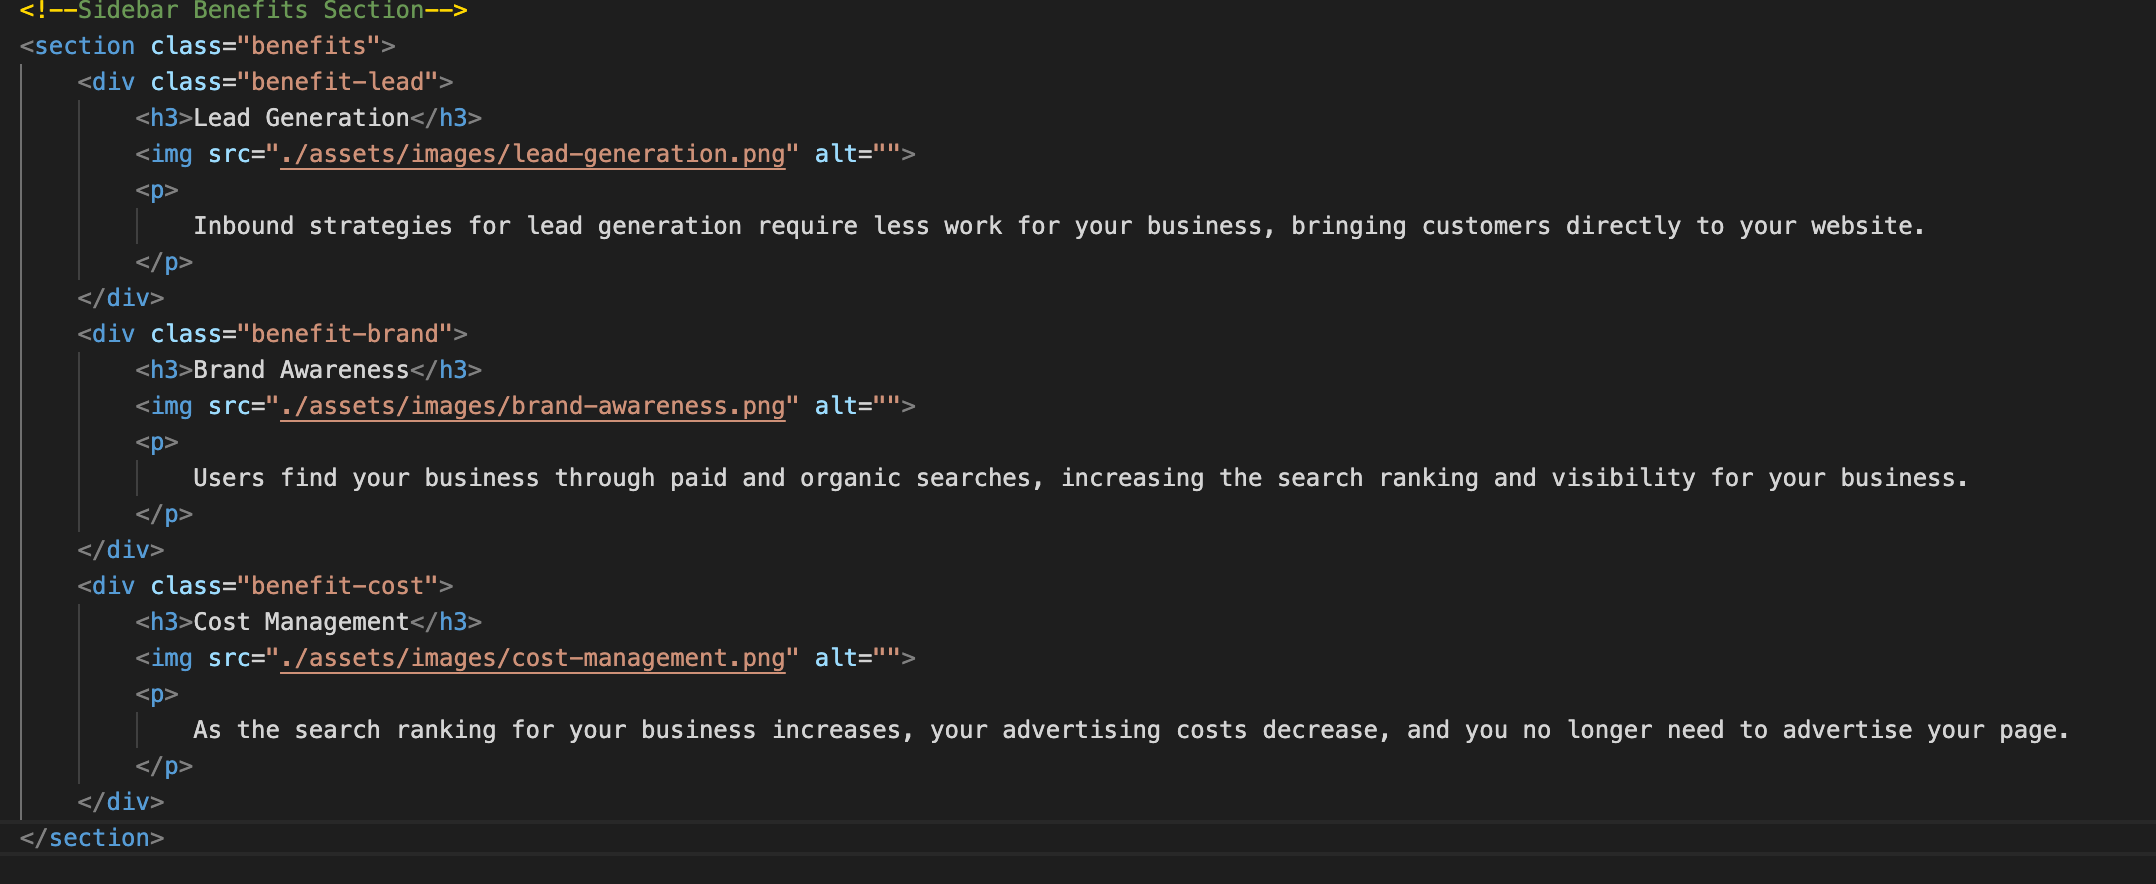 <!--Sidebar Benefits Section-->
<section class="benefits">
    <div class="benefit-lead">
        <h3>Lead Generation</h3>
        <img src="./assets/images/lead-generation.png" alt="">
        <p>
            Inbound strategies for lead generation require less work for your business, bringing customers directly to your website.
        </p>
    </div>
    <div class="benefit-brand">
        <h3>Brand Awareness</h3>
        <img src="./assets/images/brand-awareness.png" alt="">
        <p>
            Users find your business through paid and organic searches, increasing the search ranking and visibility for your business.
        </p>
    </div>
    <div class="benefit-cost">
        <h3>Cost Management</h3>
        <img src="./assets/images/cost-management.png" alt="">
        <p>
            As the search ranking for your business increases, your advertising costs decrease, and you no longer need to advertise your page.
        </p>
    </div>
</section>